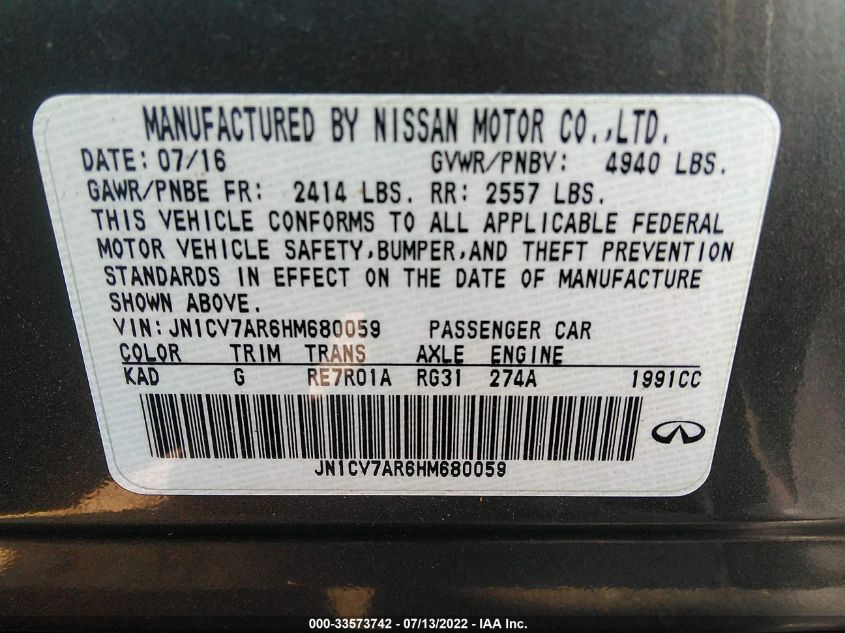 MANUFACTURED BY NISSAN MOTOR CO.,LTD.
DATE: 07/16 GVWR/PNBV: 4940 LBS.
GAWR/PNBE FR: 2414 LBS. RR: 2557 LBS.
THIS VEHICLE CONFORMS TO ALL APPLICABLE FEDERAL
MOTOR VEHICLE SAFETY,BUMPER,AND THEFT PREVENTION
STANDARDS IN EFFECT ON THE DATE OF MANUFACTURE
SHOWN ABOVE.
VIN:JN1CV7AR6HM680059 PASSENGER CAR
COLOR TRIM TRANS AXLE ENGINE
KAD G RE7R01A RG31 274A 1991CC
JN1CV7AR6HM680059
000-33573742 - 07/13/2022 - IAA Inc.